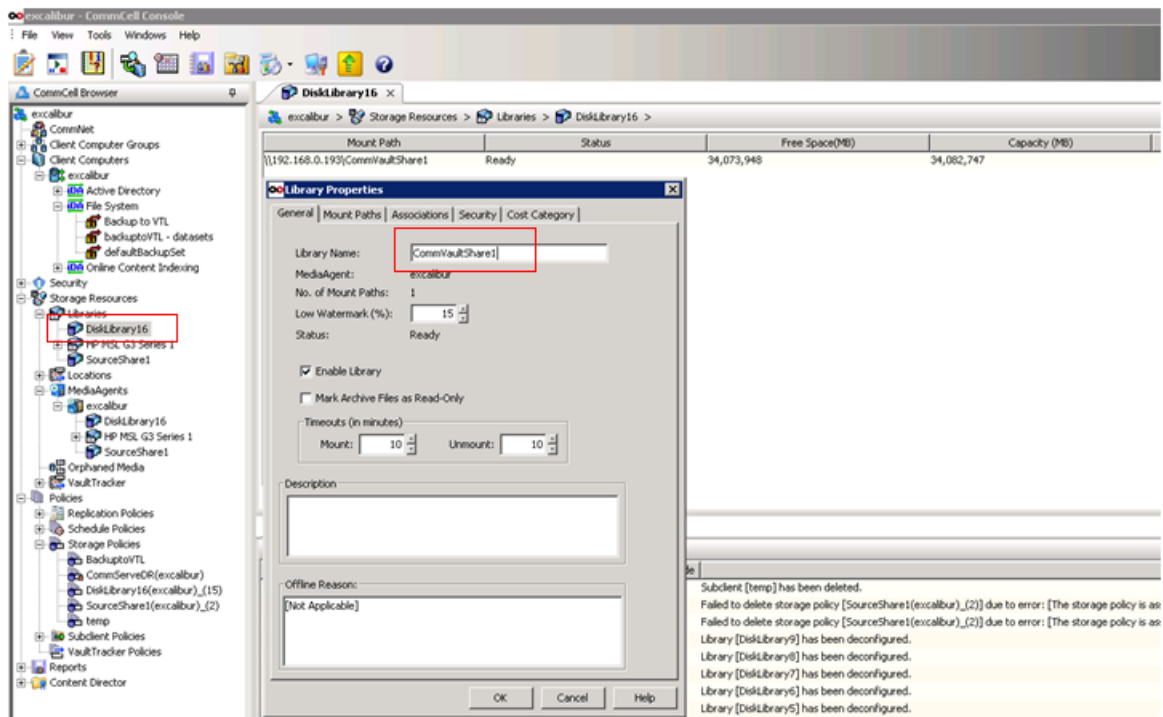 excalibur - CommCell Console
File View Tools Windows Help
CommCell Browser
excalibur
CommNet
Client Computer Groups
Client Computers
excalibur
iDA Active Directory
iDA File System
Backup to VTL
backuptoVTL - datasets
defaultBackupSet
iDA Online Content Indexing
Security
Storage Resources
Libraries
DiskLibrary16
HP MSL G3 Series 1
SourceShare1
Locations
MediaAgents
excalibur
DiskLibrary16
HP MSL G3 Series 1
SourceShare1
Orphaned Media
VaultTracker
Policies
Replication Policies
Schedule Policies
Storage Policies
BackuptoVTL
CommServeDR(excalibur)
DiskLibrary16(excalibur)_(15)
SourceShare1(excalibur)_(2)
temp
Subclient Policies
VaultTracker Policies
Reports
Content Director
DiskLibrary16 ×
excalibur > Storage Resources > Libraries > DiskLibrary16 >
Mount Path Status Free Space(MB) Capacity (MB)
\\192.168.0.193\CommVaultShare1 Ready 34,073,948 34,082,747
Library Properties
General Mount Paths Associations Security Cost Category
Library Name: CommVaultShare1
MediaAgent: excalibur
No. of Mount Paths: 1
Low Watermark (%): 15
Status: Ready
Enable Library
Mark Archive Files as Read-Only
Timeouts (in minutes)
Mount: 10 Unmount: 10
Description
Offline Reason:
[Not Applicable]
OK Cancel Help
Subclient [temp] has been deleted.
Failed to delete storage policy [SourceShare1(excalibur)_(2)] due to error: [The storage policy is as
Failed to delete storage policy [SourceShare1(excalibur)_(2)] due to error: [The storage policy is as
Library [DiskLibrary9] has been deconfigured.
Library [DiskLibrary8] has been deconfigured.
Library [DiskLibrary7] has been deconfigured.
Library [DiskLibrary6] has been deconfigured.
Library [DiskLibrary5] has been deconfigured.